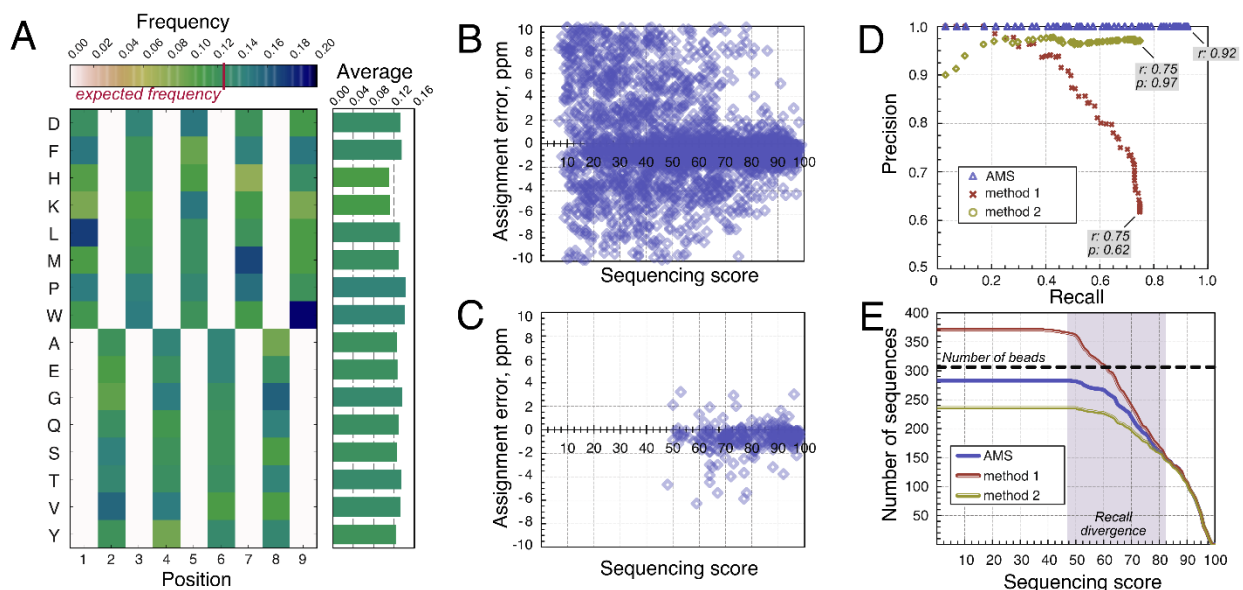 A
Frequency
0.00 0.02 0.04 0.06 0.08 0.10 0.12 0.14 0.16 0.18 0.20
expected frequency
Average
0.00 0.04 0.08 0.12 0.16
D
F
H
K
L
M
P
W
A
E
G
Q
S
T
V
Y
1 2 3 4 5 6 7 8 9
Position
B
Assignment error, ppm
10
8
6
4
2
0
-2
-4
-6
-8
-10
10 20 30 40 50 60 70 80 90 100
Sequencing score
C
Assignment error, ppm
10
8
6
4
2
0
-2
-4
-6
-8
-10
10 20 30 40 50 60 70 80 90 100
Sequencing score
D
Precision
1.0
0.9
0.8
0.7
0.6
0.5
r: 0.92
r: 0.75
p: 0.97
AMS
method 1
method 2
r: 0.75
p: 0.62
0 0.2 0.4 0.6 0.8 1.0
Recall
E
Number of sequences
400
350
300
250
200
150
100
50
Number of beads
AMS
method 1
method 2
Recall
divergence
10 20 30 40 50 60 70 80 90 100
Sequencing score